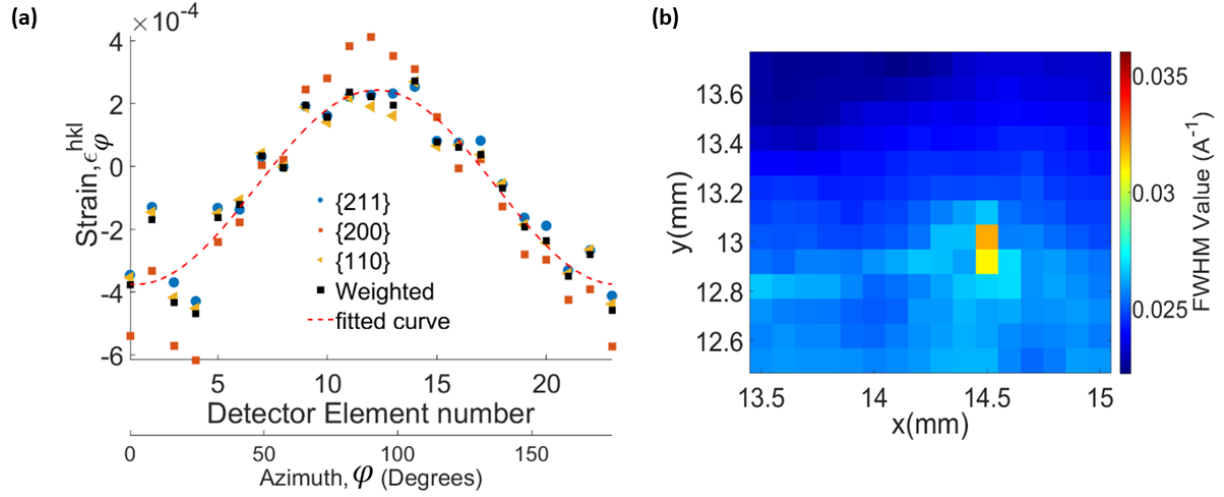 (a)
×10⁻⁴
4
2
0
-2
-4
-6
Strain, ϵφ^hkl
{211}
{200}
{110}
Weighted
fitted curve
5 10 15 20
Detector Element number
0 50 100 150
Azimuth, φ (Degrees)
(b)
13.6
13.4
13.2
13
12.8
12.6
y(mm)
13.5 14 14.5 15
x(mm)
0.035
0.03
0.025
FWHM Value (A⁻¹)